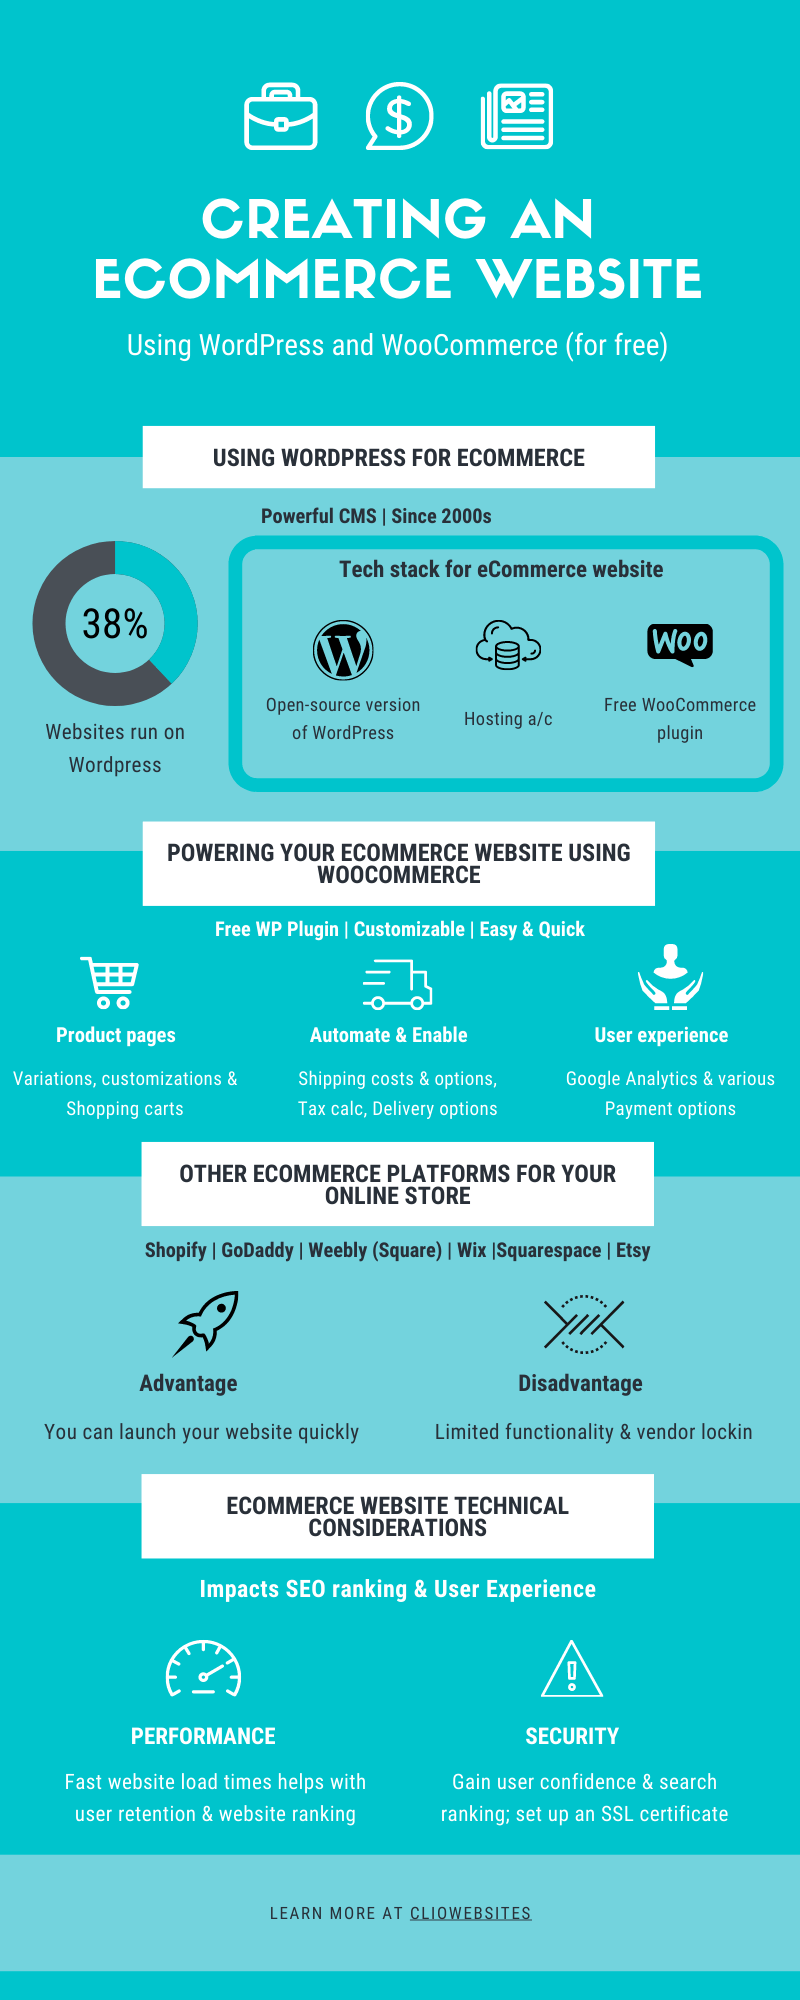 CREATING AN
ECOMMERCE WEBSITE
Using WordPress and WooCommerce (for free)
USING WORDPRESS FOR ECOMMERCE
Powerful CMS | Since 2000s
38%
Websites run on
Wordpress
Tech stack for eCommerce website
W
Open-source version
of WordPress
Hosting a/c
WOO
Free WooCommerce
plugin
POWERING YOUR ECOMMERCE WEBSITE USING
WOOCOMMERCE
Free WP Plugin | Customizable | Easy & Quick
Product pages
Variations, customizations &
Shopping carts
Automate & Enable
Shipping costs & options,
Tax calc, Delivery options
User experience
Google Analytics & various
Payment options
OTHER ECOMMERCE PLATFORMS FOR YOUR
ONLINE STORE
Shopify | GoDaddy | Weebly (Square) | Wix |Squarespace | Etsy
Advantage
You can launch your website quickly
Disadvantage
Limited functionality & vendor lockin
ECOMMERCE WEBSITE TECHNICAL
CONSIDERATIONS
Impacts SEO ranking & User Experience
PERFORMANCE
Fast website load times helps with
user retention & website ranking
SECURITY
Gain user confidence & search
ranking; set up an SSL certificate
LEARN MORE AT CLIOWEBSITES